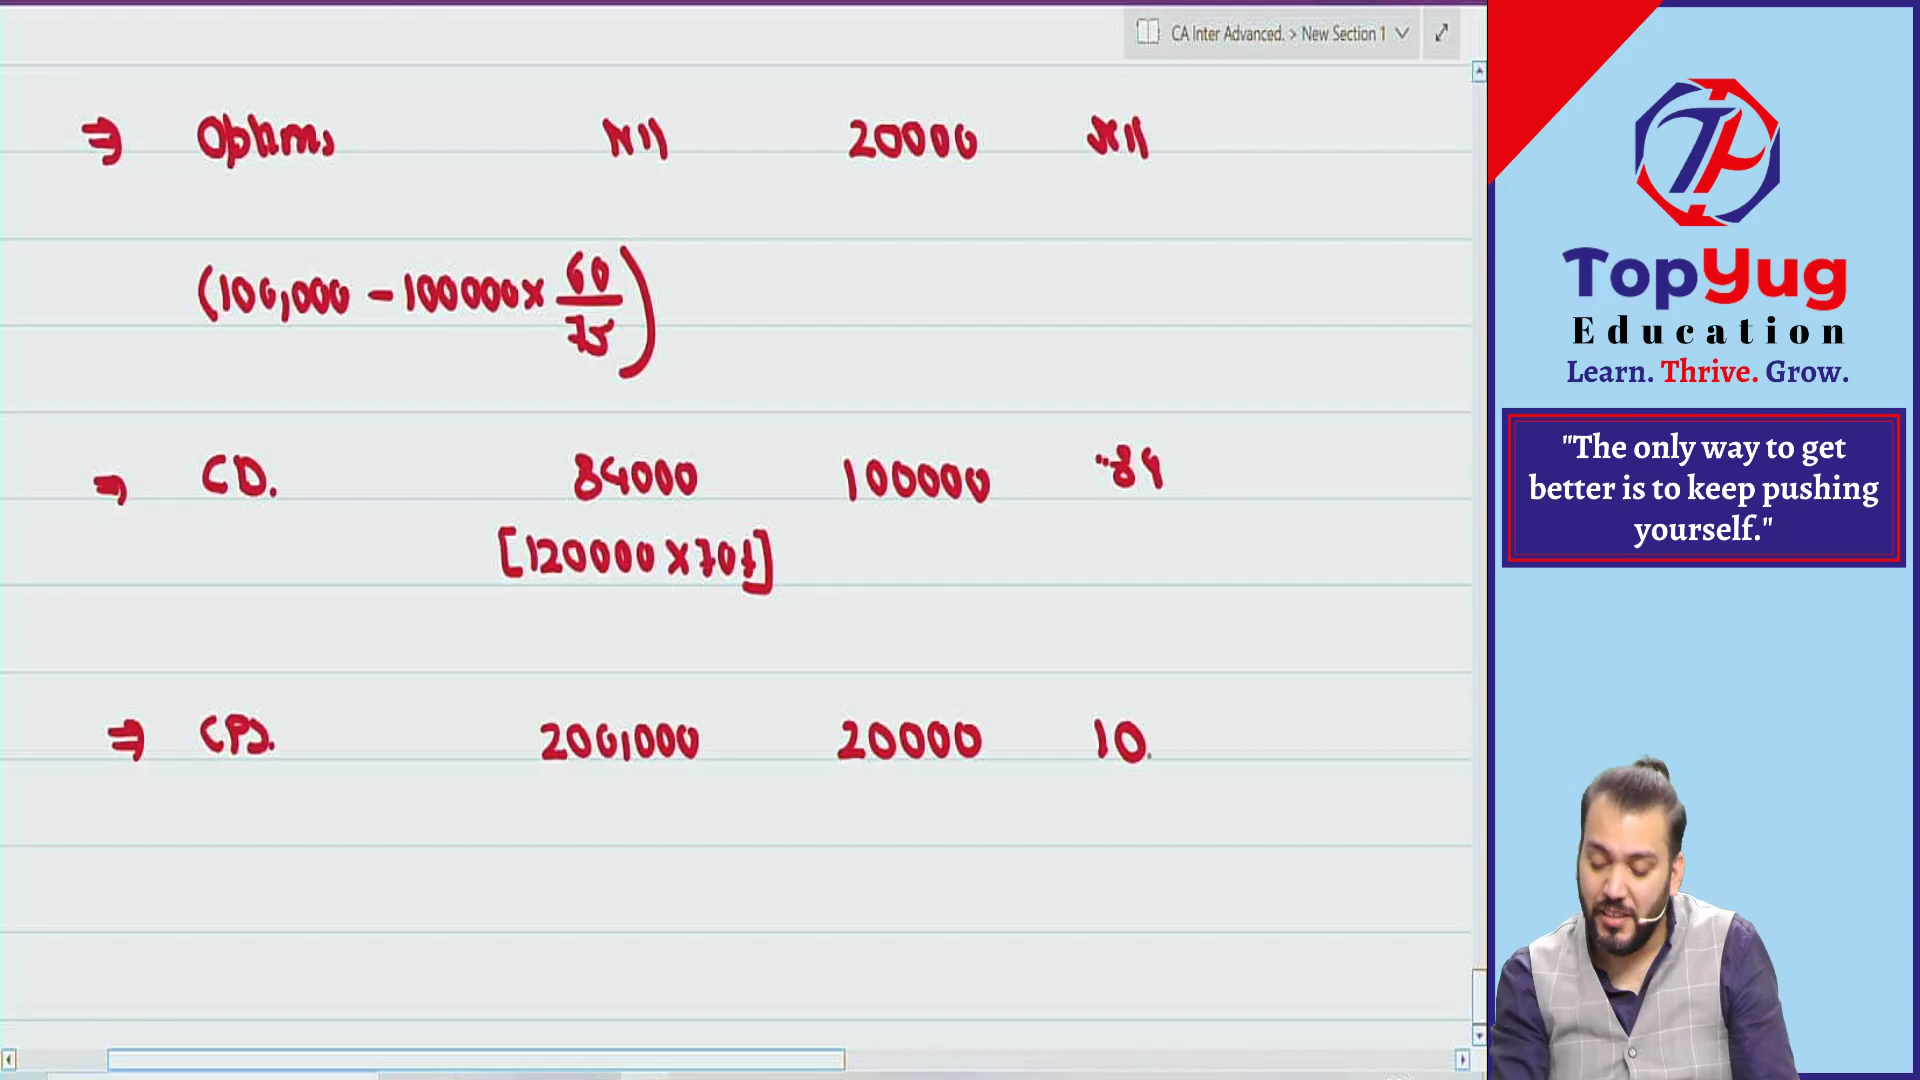 CA Inter Advanced. > New Section 1
⇒ Options Nil 20000 Nil
(100,000 - 100000 × 60/75)
⇒ CD. 84000 100000 .84
[120000 × 70%]
⇒ CPS. 200,000 20000 10.
TopYug
Education
Learn. Thrive. Grow.
"The only way to get
better is to keep pushing
yourself."